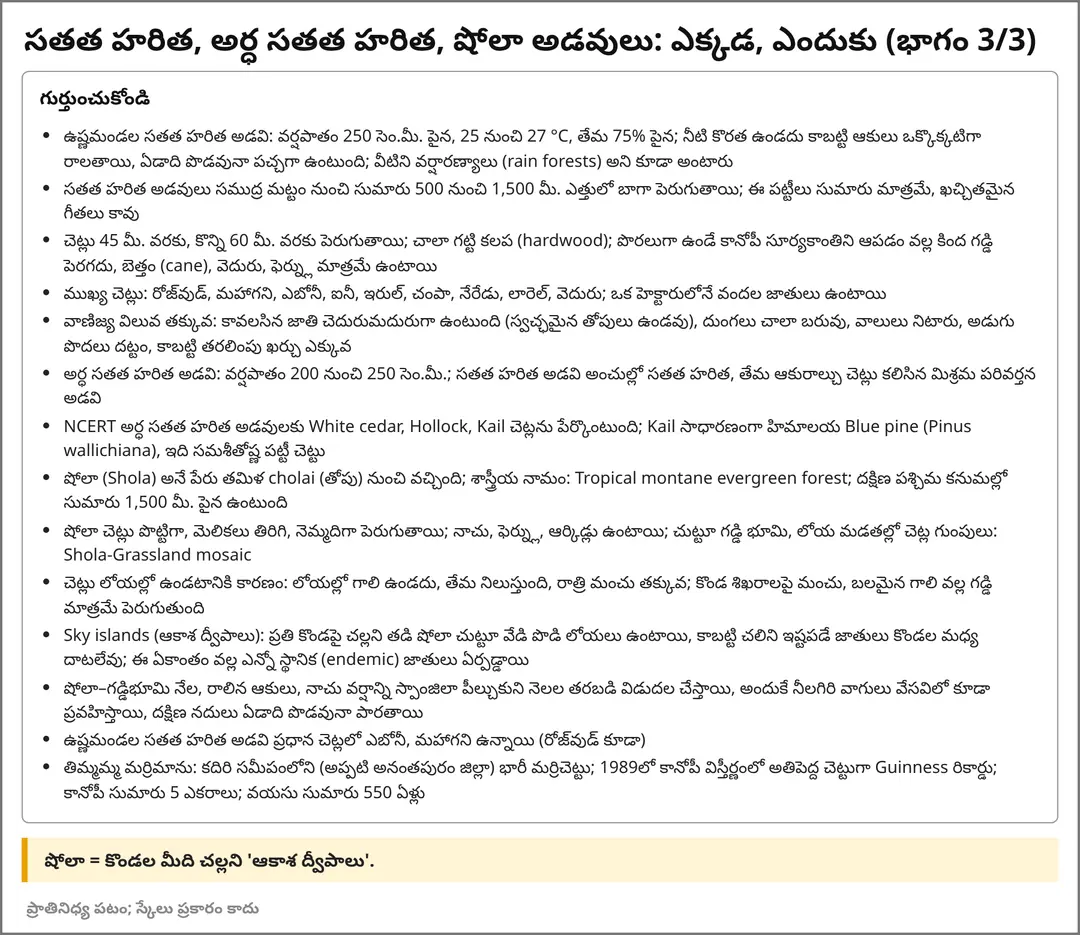 సతత హరిత, అర్ధ సతత హరిత, షోలా అడవులు: ఎక్కడ, ఎందుకు (భాగం 3/3)
గుర్తుంచుకోండి
• ఉష్ణమండల సతత హరిత అడవి: వర్షపాతం 250 సెం.మీ. పైన, 25 నుంచి 27 °C, తేమ 75% పైన; నీటి కొరత ఉండదు కాబట్టి ఆకులు ఒక్కొక్కటిగా
రాలతాయి, ఏడాది పొడవునా పచ్చగా ఉంటుంది; వీటిని వర్షారణ్యాలు (rain forests) అని కూడా అంటారు
• సతత హరిత అడవులు సముద్ర మట్టం నుంచి సుమారు 500 నుంచి 1,500 మీ. ఎత్తులో బాగా పెరుగుతాయి; ఈ పట్టీలు సుమారు మాత్రమే, ఖచ్చితమైన
గీతలు కావు
• చెట్లు 45 మీ. వరకు, కొన్ని 60 మీ. వరకు పెరుగుతాయి; చాలా గట్టి కలప (hardwood); పొరలుగా ఉండే కానోపీ సూర్యకాంతిని ఆపడం వల్ల కింద గడ్డి
పెరగదు, బెత్తం (cane), వెదురు, ఫెర్న్లు మాత్రమే ఉంటాయి
• ముఖ్య చెట్లు: రోజ్‌వుడ్, మహాగని, ఎబోనీ, ఐనీ, ఇరుల్, చంపా, నేరేడు, లారెల్, వెదురు; ఒక హెక్టారులోనే వందల జాతులు ఉంటాయి
• వాణిజ్య విలువ తక్కువ: కావలసిన జాతి చెదురుమదురుగా ఉంటుంది (స్వచ్ఛమైన తోపులు ఉండవు), దుంగలు చాలా బరువు, వాలులు నిటారు, అడుగు
పొదలు దట్టం, కాబట్టి తరలింపు ఖర్చు ఎక్కువ
• అర్ధ సతత హరిత అడవి: వర్షపాతం 200 నుంచి 250 సెం.మీ.; సతత హరిత అడవి అంచుల్లో సతత హరిత, తేమ ఆకురాల్చు చెట్లు కలిసిన మిశ్రమ పరివర్తన
అడవి
• NCERT అర్ధ సతత హరిత అడవులకు White cedar, Hollock, Kail చెట్లను పేర్కొంటుంది; Kail సాధారణంగా హిమాలయ Blue pine (Pinus
wallichiana), ఇది సమశీతోష్ణ పట్టీ చెట్టు
• షోలా (Shola) అనే పేరు తమిళ cholai (తోపు) నుంచి వచ్చింది; శాస్త్రీయ నామం: Tropical montane evergreen forest; దక్షిణ పశ్చిమ కనుమల్లో
సుమారు 1,500 మీ. పైన ఉంటుంది
• షోలా చెట్లు పొట్టిగా, మెలికలు తిరిగి, నెమ్మదిగా పెరుగుతాయి; నాచు, ఫెర్న్లు, ఆర్కిడ్లు ఉంటాయి; చుట్టూ గడ్డి భూమి, లోయ మడతల్లో చెట్ల గుంపులు:
Shola-Grassland mosaic
• చెట్లు లోయల్లో ఉండటానికి కారణం: లోయల్లో గాలి ఉండదు, తేమ నిలుస్తుంది, రాత్రి మంచు తక్కువ; కొండ శిఖరాలపై మంచు, బలమైన గాలి వల్ల గడ్డి
మాత్రమే పెరుగుతుంది
• Sky islands (ఆకాశ ద్వీపాలు): ప్రతి కొండపై చల్లని తడి షోలా చుట్టూ వేడి పొడి లోయలు ఉంటాయి, కాబట్టి చలిని ఇష్టపడే జాతులు కొండల మధ్య
దాటలేవు; ఈ ఏకాంతం వల్ల ఎన్నో స్థానిక (endemic) జాతులు ఏర్పడ్డాయి
• షోలా–గడ్డిభూమి నేల, రాలిన ఆకులు, నాచు వర్షాన్ని స్పాంజిలా పీల్చుకుని నెలల తరబడి విడుదల చేస్తాయి, అందుకే నీలగిరి వాగులు వేసవిలో కూడా
ప్రవహిస్తాయి, దక్షిణ నదులు ఏడాది పొడవునా పారతాయి
• ఉష్ణమండల సతత హరిత అడవి ప్రధాన చెట్లలో ఎబోనీ, మహాగని ఉన్నాయి (రోజ్‌వుడ్ కూడా)
• తిమ్మమ్మ మర్రిమాను: కదిరి సమీపంలోని (అప్పటి అనంతపురం జిల్లా) భారీ మర్రిచెట్టు; 1989లో కానోపీ విస్తీర్ణంలో అతిపెద్ద చెట్టుగా Guinness రికార్డు;
కానోపీ సుమారు 5 ఎకరాలు; వయసు సుమారు 550 ఏళ్లు
షోలా = కొండల మీది చల్లని 'ఆకాశ ద్వీపాలు'.
ప్రాతినిధ్య పటం; స్కేలు ప్రకారం కాదు